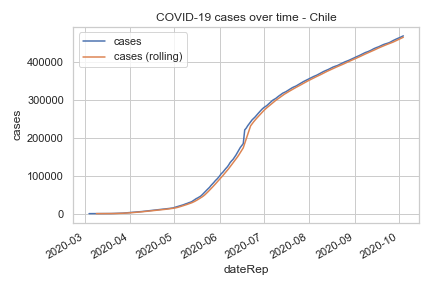 COVID-19 cases over time - Chile
cases
cases (rolling)
cases
400000
300000
200000
100000
0
2020-03
2020-04
2020-05
2020-06
2020-07
2020-08
2020-09
2020-10
dateRep